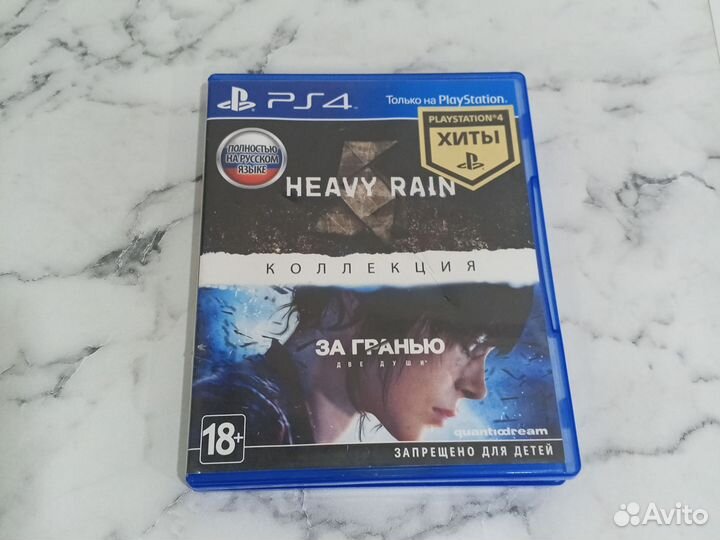 PS4
Только на PlayStation
PLAYSTATION®4
ХИТЫ
ПОЛНОСТЬЮ
НА РУССКОМ
ЯЗЫКЕ
HEAVY RAIN
КОЛЛЕКЦИЯ
ЗА ГРАНЬЮ
ДВЕ ДУШИ
quanticdream
18+
ЗАПРЕЩЕНО ДЛЯ ДЕТЕЙ
Avito